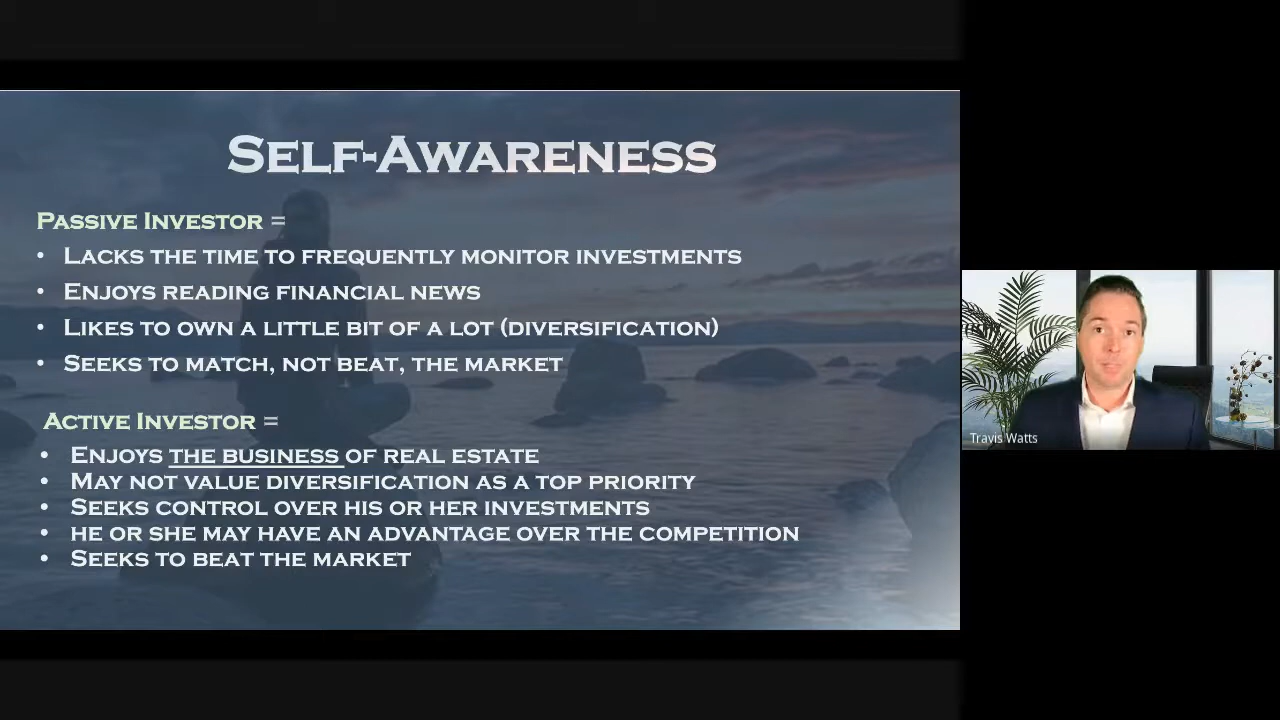 Self-Awareness
Passive Investor =
• Lacks the time to frequently monitor investments
• Enjoys reading financial news
• Likes to own a little bit of a lot (diversification)
• Seeks to match, not beat, the market
Active Investor =
• Enjoys the business of real estate
• May not value diversification as a top priority
• Seeks control over his or her investments
• he or she may have an advantage over the competition
• Seeks to beat the market
Travis Watts